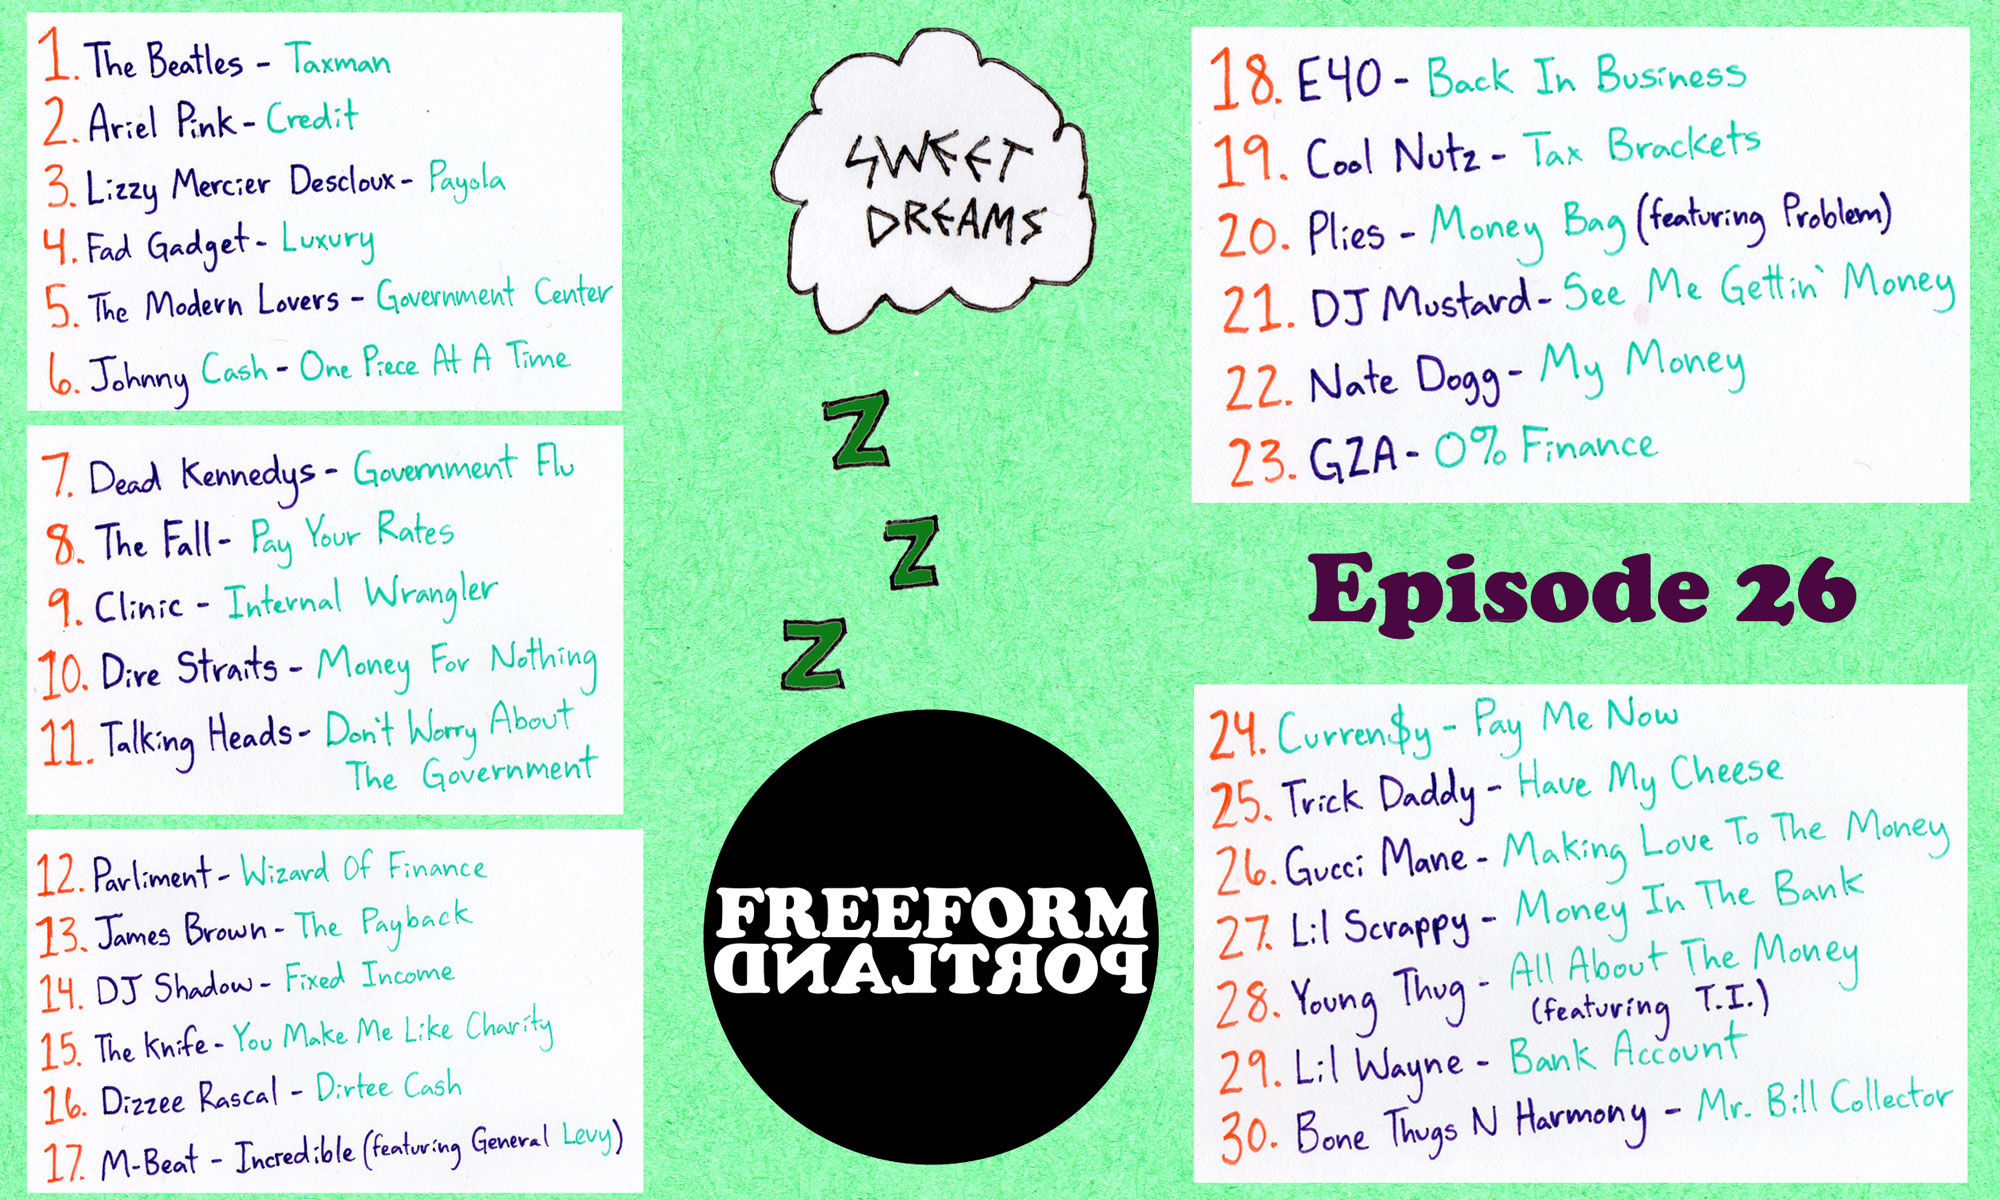 1. The Beatles - Taxman
2. Ariel Pink - Credit
3. Lizzy Mercier Descloux - Payola
4. Fad Gadget - Luxury
5. The Modern Lovers - Government Center
6. Johnny Cash - One Piece At A Time
7. Dead Kennedys - Government Flu
8. The Fall - Pay Your Rates
9. Clinic - Internal Wrangler
10. Dire Straits - Money For Nothing
11. Talking Heads - Don't Worry About
The Government
12. Parliment - Wizard Of Finance
13. James Brown - The Payback
14. DJ Shadow - Fixed Income
15. The Knife - You Make Me Like Charity
16. Dizzee Rascal - Dirtee Cash
17. M-Beat - Incredible (featuring General Levy)
SWEET
DREAMS
Z
Z
Z
FREEFORM
PORTLAND
18. E40 - Back In Business
19. Cool Nutz - Tax Brackets
20. Plies - Money Bag (featuring Problem)
21. DJ Mustard - See Me Gettin' Money
22. Nate Dogg - My Money
23. GZA - 0% Finance
Episode 26
24. Curren$y - Pay Me Now
25. Trick Daddy - Have My Cheese
26. Gucci Mane - Making Love To The Money
27. Lil Scrappy - Money In The Bank
28. Young Thug - All About The Money
(featuring T.I.)
29. Lil Wayne - Bank Account
30. Bone Thugs N Harmony - Mr. Bill Collector